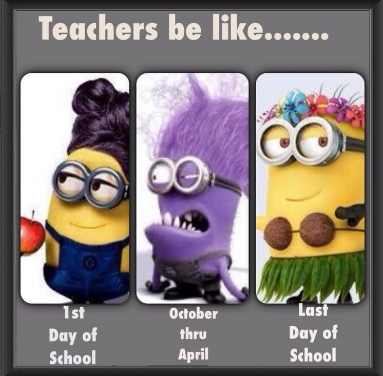 Teachers be like.......
1st
Day of
School
October
thru
April
Last
Day of
School